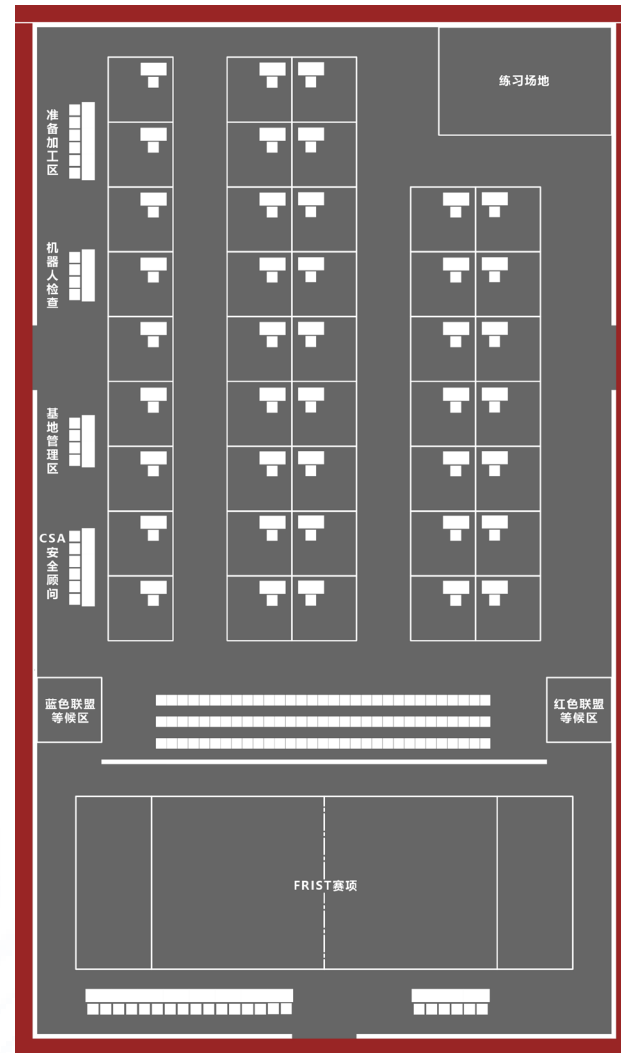 练习场地
准备加工区
机器人检查
基地管理区
CSA
安全顾问
蓝色联盟
等候区
红色联盟
等候区
FRIST赛项